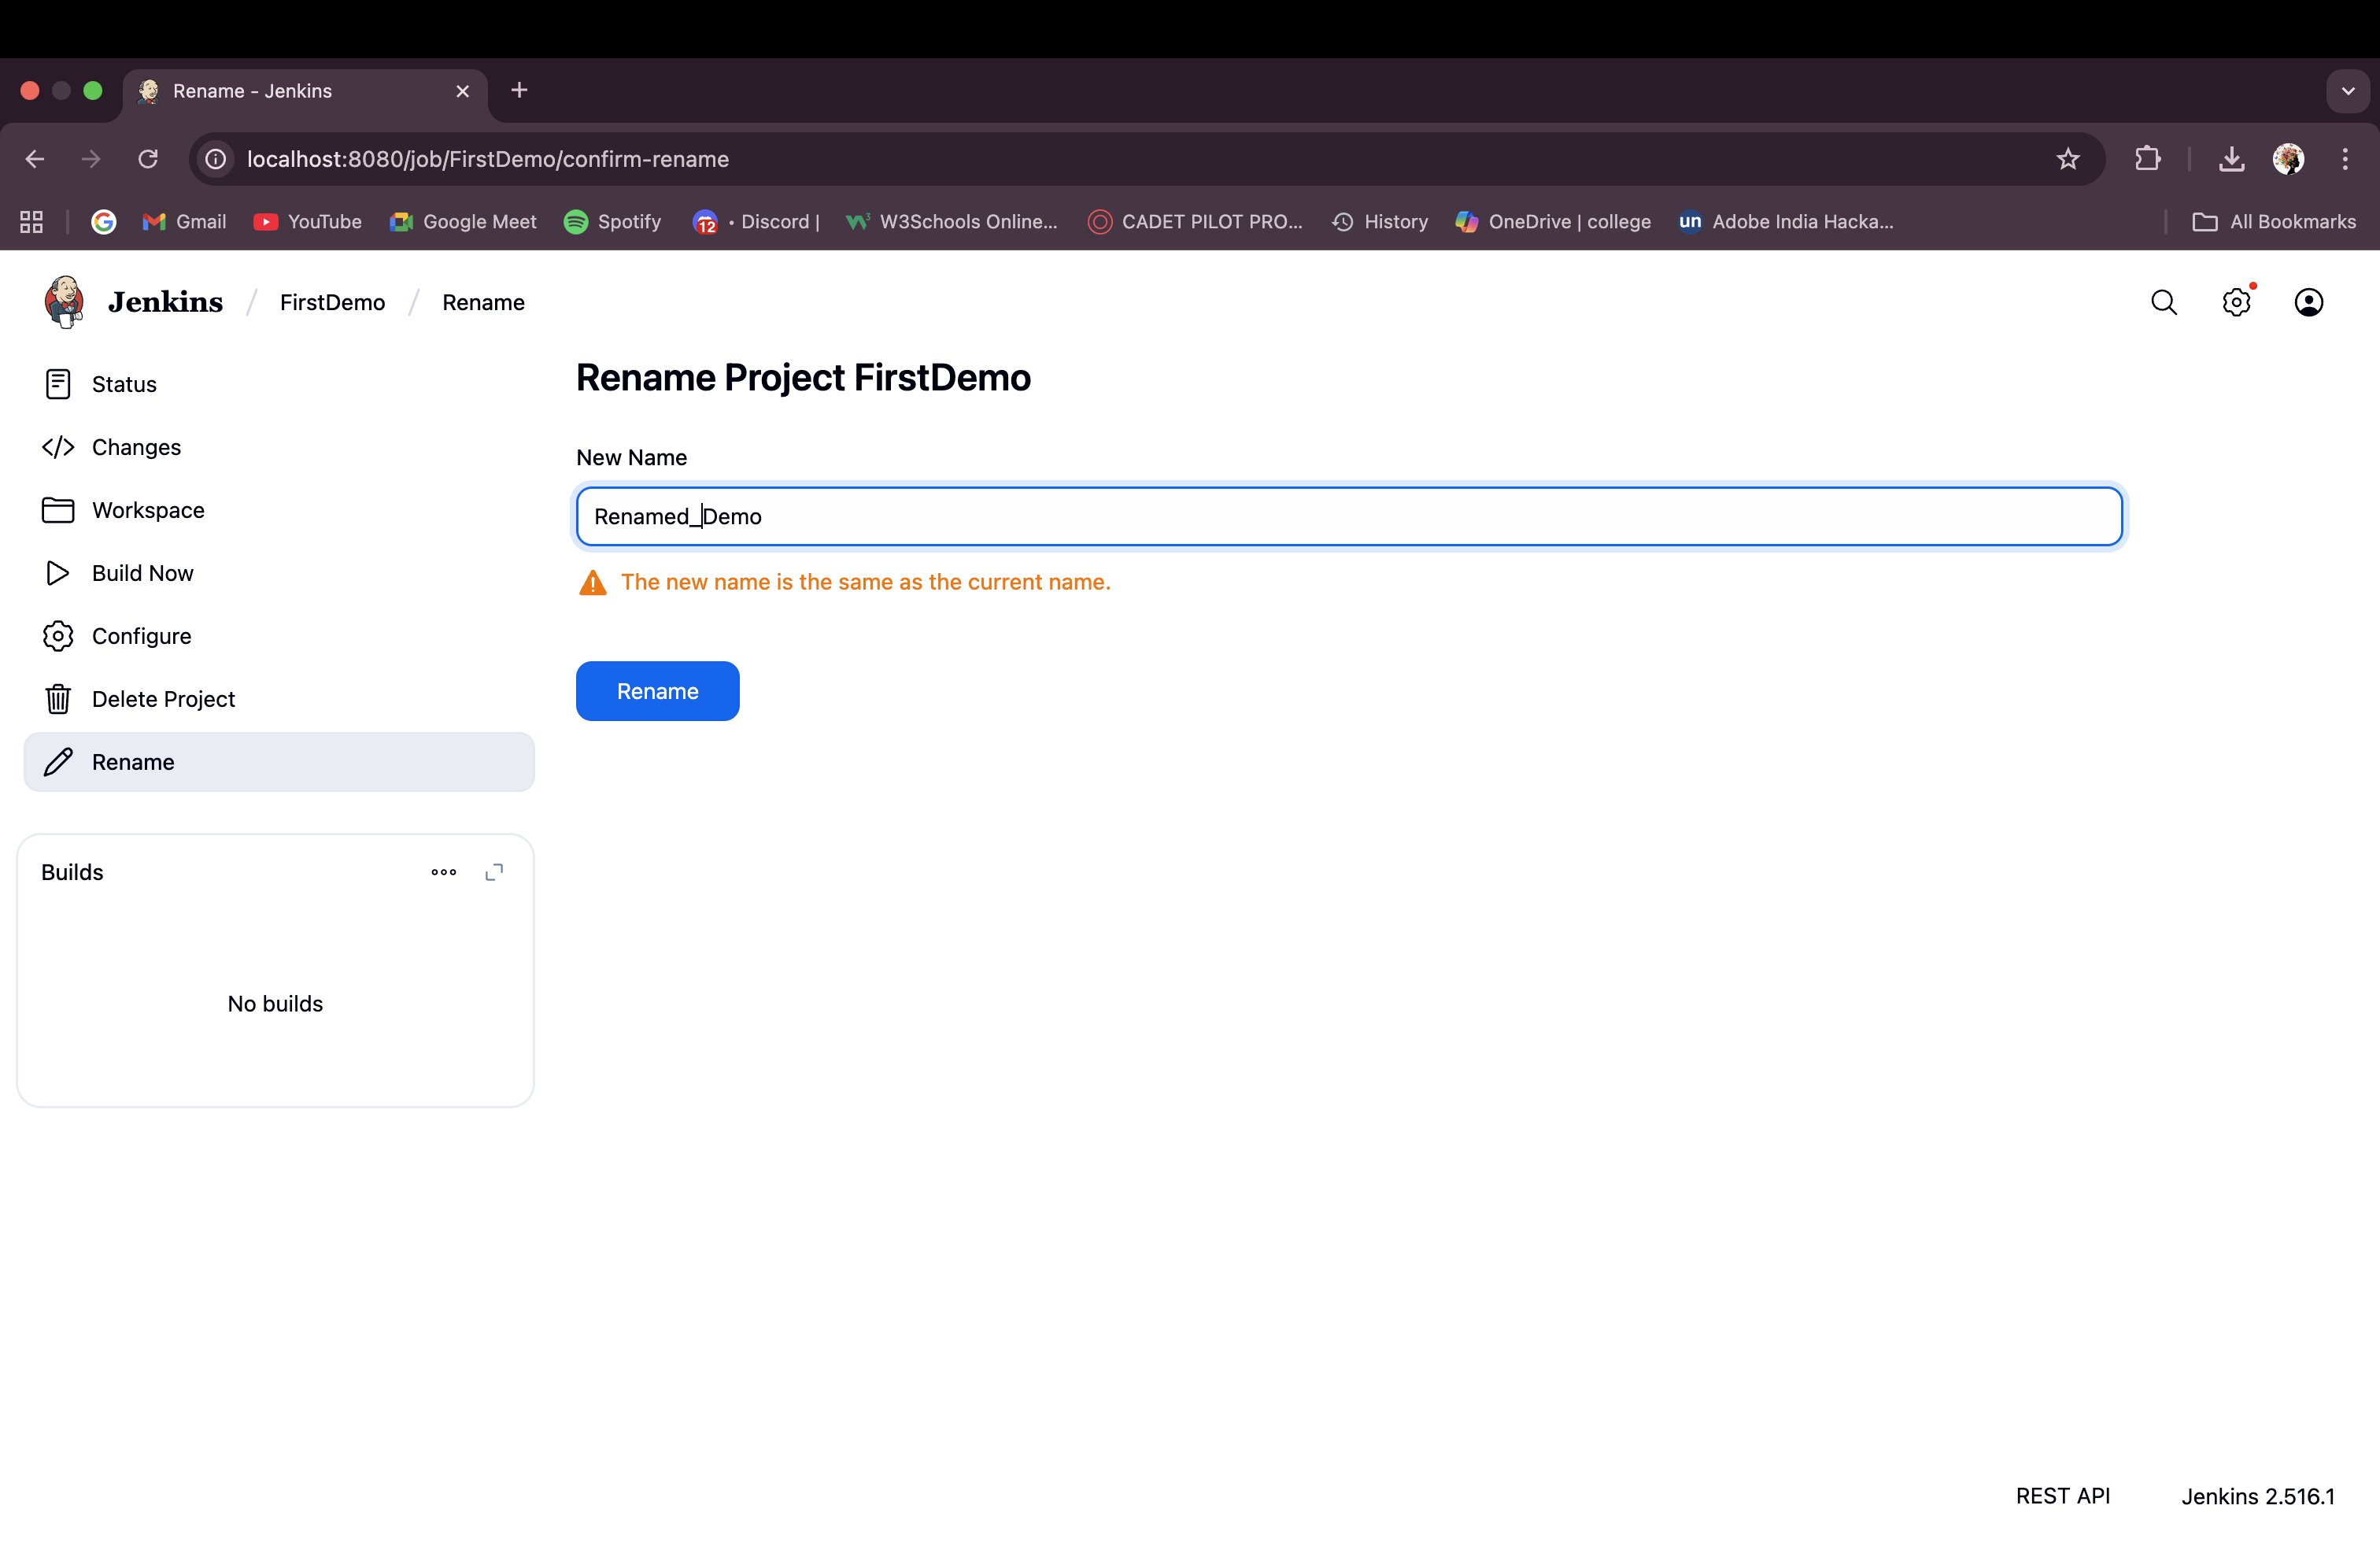 Rename - Jenkins
localhost:8080/job/FirstDemo/confirm-rename
Gmail YouTube Google Meet Spotify 12 • Discord | W3Schools Online... CADET PILOT PRO... History OneDrive | college un Adobe India Hacka... All Bookmarks
Jenkins / FirstDemo / Rename
Status
Changes
Workspace
Build Now
Configure
Delete Project
Rename
Builds
No builds
Rename Project FirstDemo
New Name
Renamed_Demo
The new name is the same as the current name.
Rename
REST API Jenkins 2.516.1